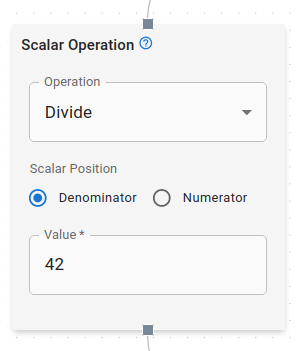 Scalar Operation
Operation
Divide
Scalar Position
Denominator Numerator
Value *
42